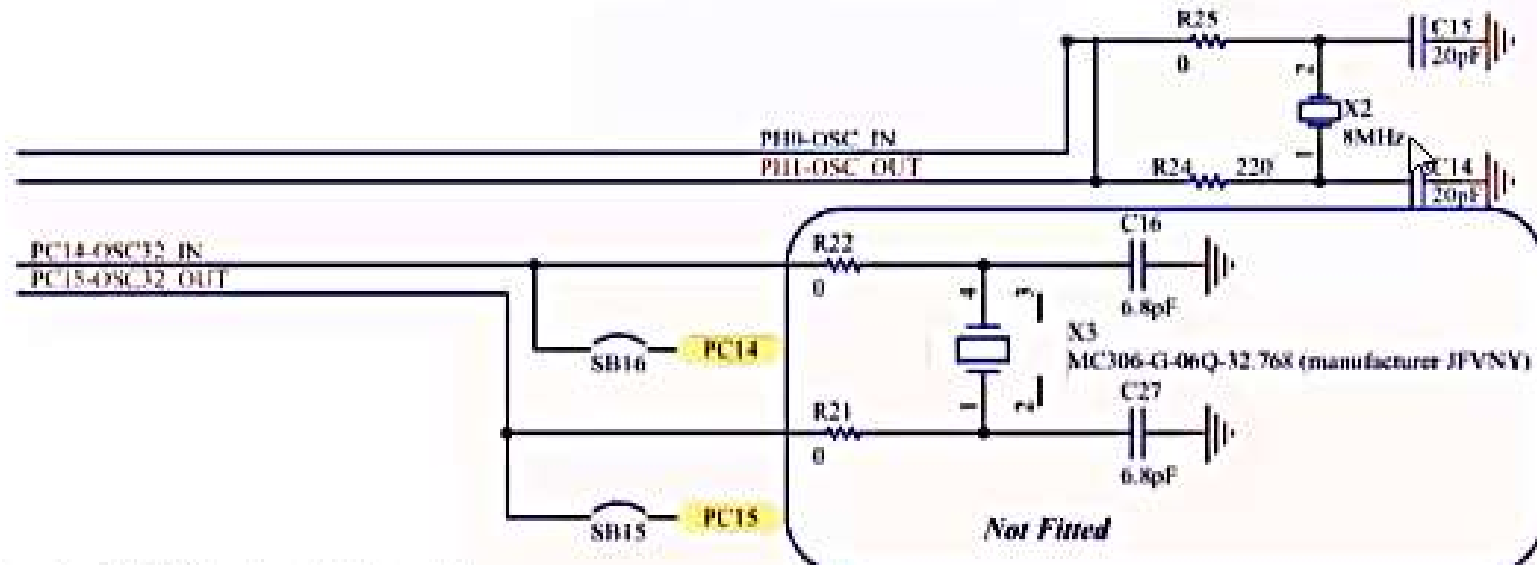 R25
C15
0
20pF
X2
PH0-OSC_IN
8MHz
PH1-OSC_OUT
R24
220
C14
20pF
PC14-OSC32_IN
R22
C16
PC15-OSC32_OUT
0
6.8pF
X3
SB16
PC14
MC306-G-06Q-32.768 (manufacturer JFVNY)
R21
C27
0
6.8pF
SB15
PC15
Not Fitted